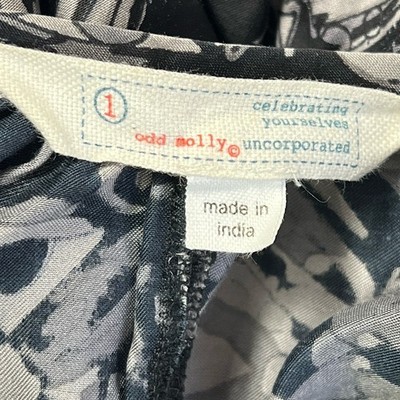 1
celebrating
yourselves
odd molly© uncorporated
made in
india